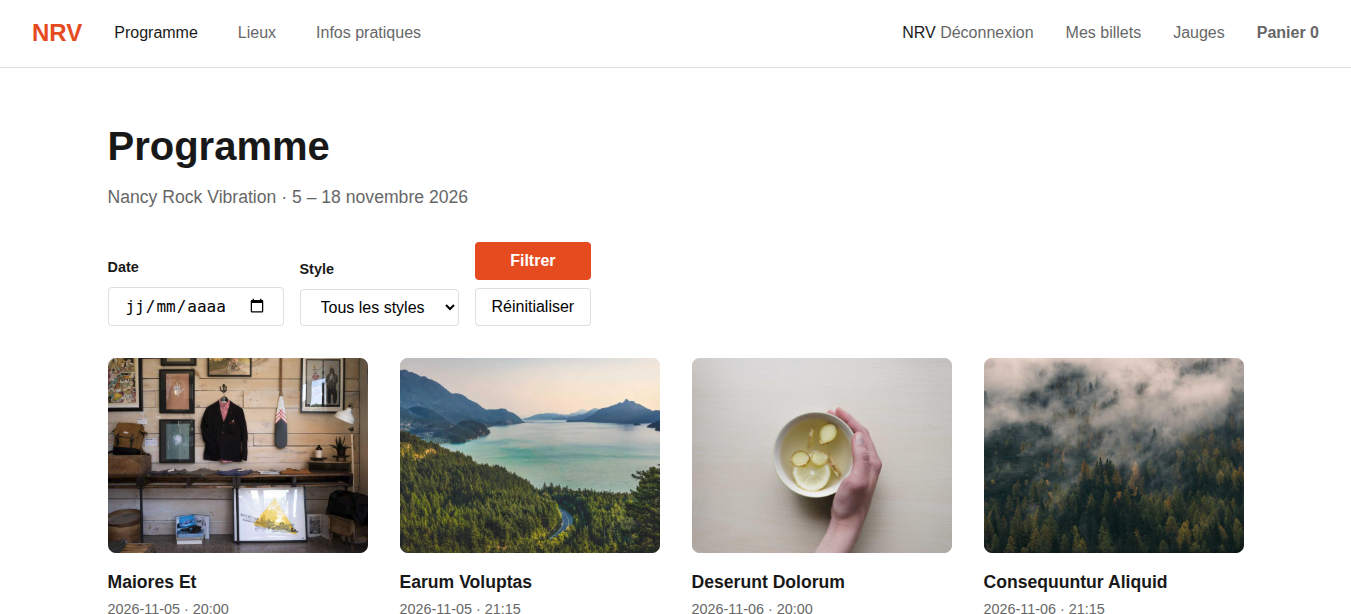 NRV Programme Lieux Infos pratiques NRV Déconnexion Mes billets Jauges Panier 0
Programme
Nancy Rock Vibration · 5 – 18 novembre 2026
Date Style Filtrer
jj/mm/aaaa Tous les styles Réinitialiser
Maiores Et Earum Voluptas Deserunt Dolorum Consequuntur Aliquid
2026-11-05 · 20:00 2026-11-05 · 21:15 2026-11-06 · 20:00 2026-11-06 · 21:15